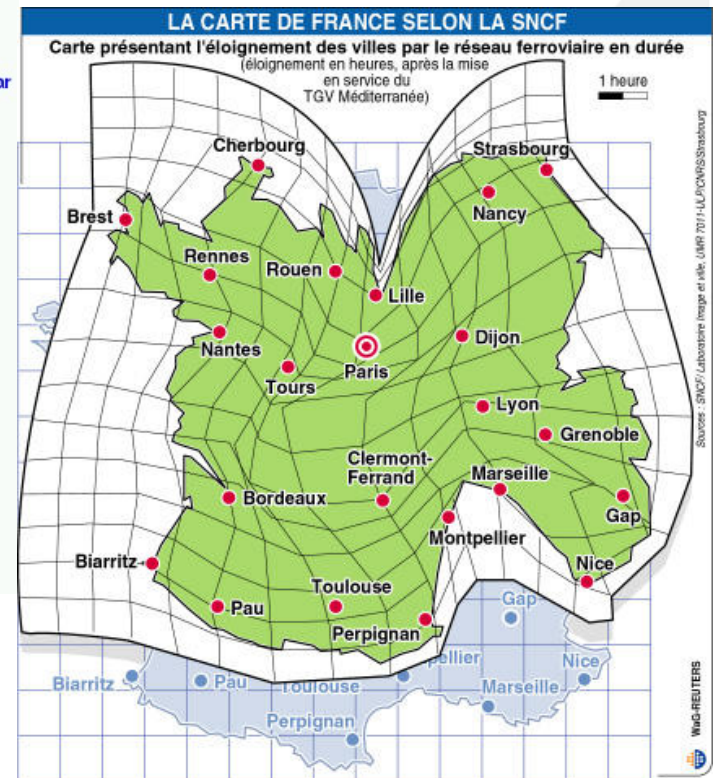 LA CARTE DE FRANCE SELON LA SNCF
Carte présentant l'éloignement des villes par le réseau ferroviaire en durée
(éloignement en heures, après la mise
en service du
TGV Méditerranée)
1 heure
ar
Cherbourg
Strasbourg
Brest
Nancy
Rennes
Rouen
Lille
Nantes
Dijon
Paris
Tours
Lyon
Grenoble
Clermont-
Ferrand
Marseille
Bordeaux
Gap
Montpellier
Biarritz
Nice
Toulouse
Pau
Perpignan
Gap
pellier
Nice
Biarritz
Pau
Toulouse
Marseille
Perpignan
Sources : SNCF/ Laboratoire Image et ville, UMR 7011-ULP/CNRS/Strasbourg
WAG-REUTERS